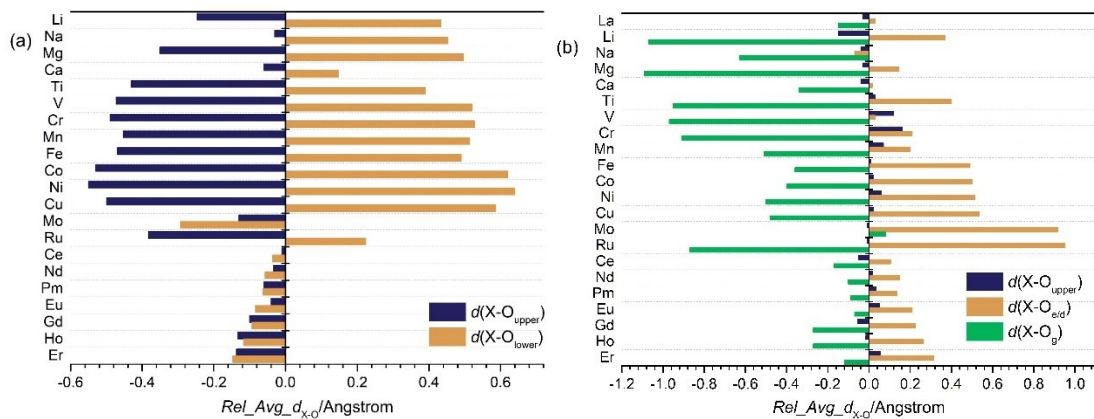 (a)
Li
Na
Mg
Ca
Ti
V
Cr
Mn
Fe
Co
Ni
Cu
Mo
Ru
Ce
Nd
Pm
Eu
Gd
Ho
Er
d(X-Oupper)
d(X-Olower)
-0.6 -0.4 -0.2 0.0 0.2 0.4 0.6
Rel_Avg_dX-O/Angstrom
(b)
La
Li
Na
Mg
Ca
Ti
V
Cr
Mn
Fe
Co
Ni
Cu
Mo
Ru
Ce
Nd
Pm
Eu
Gd
Ho
Er
d(X-Oupper)
d(X-Oe/d)
d(X-Og)
-1.2 -1.0 -0.8 -0.6 -0.4 -0.2 0.0 0.2 0.4 0.6 0.8 1.0
Rel_Avg_dX-O/Angstrom